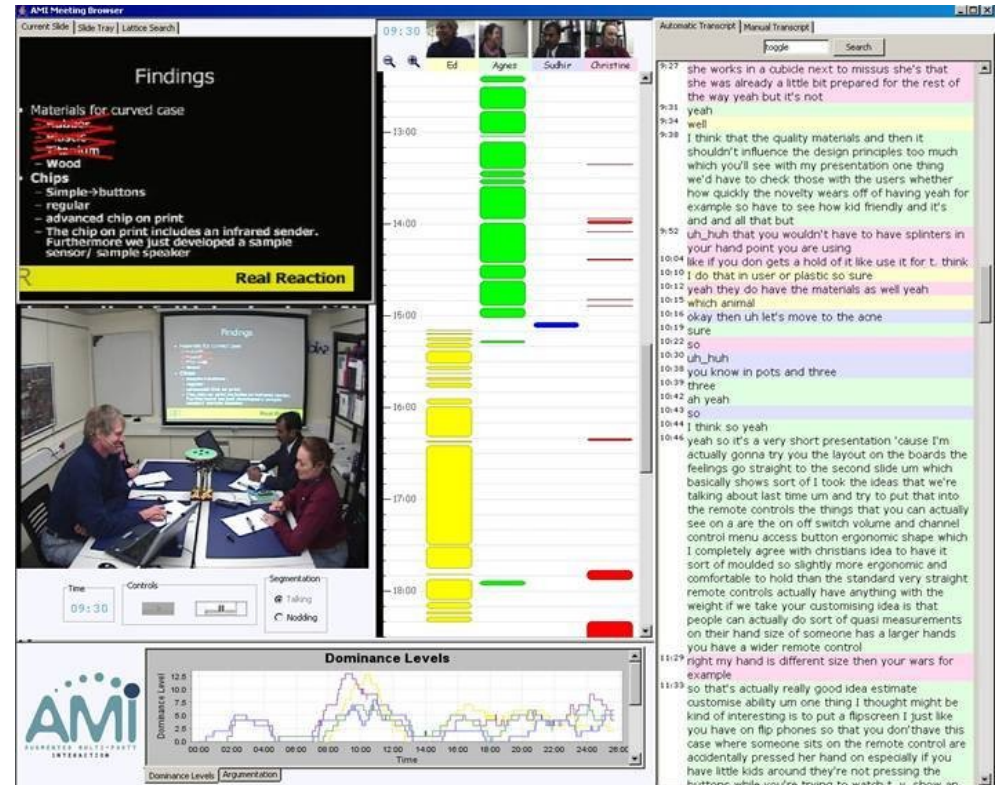 AMI Meeting Browser
Current Slide
Slide Tray
Lattice Search
Findings
Materials for curved case
– Rubber
– Titanium
– Wood
Chips
– Simple→buttons
– regular
– advanced chip on print
– The chip on print includes an infrared sender.
Furthermore we just developed a sample
sensor/ sample speaker
R
Real Reaction
Findings
Real Reaction
Time
09:30
Controls
Segmentation
Talking
Nodding
09:30
Ed
Agnes
Sudhir
Christine
13:00
14:00
15:00
16:00
17:00
18:00
AMI
AUGMENTED MULTI-PARTY
INTERACTION
Dominance Levels
Dominance Level
12.5
10.0
7.5
5.0
2.5
0.0
00:00 02:00 04:00 06:00 08:00 10:00 12:00 14:00 16:00 18:00 20:00 22:00 24:00 26:00
Time
Dominance Levels
Argumentation
Automatic Transcript
Manual Transcript
toggle
Search
9:27 she works in a cubicle next to missus she's that
she was already a little bit prepared for the rest of
the way yeah but it's not
9:31 yeah
9:34 well
9:38 I think that the quality materials and then it
shouldn't influence the design principles too much
which you'll see with my presentation one thing
we'd have to check those with the users whether
how quickly the novelty wears off of having yeah for
example so have to see how kid friendly and it's
and and all that but
9:52 uh_huh that you wouldn't have to have splinters in
your hand point you are using
10:04 like if you don gets a hold of it like use it for t. think
10:10 I do that in user or plastic so sure
10:12 yeah they do have the materials as well yeah
10:15 which animal
10:16 okay then uh let's move to the acne
10:19 sure
10:22 so
10:30 uh_huh
10:38 you know in pots and three
10:39 three
10:42 ah yeah
10:43 so
10:44 I think so yeah
10:46 yeah so it's a very short presentation 'cause I'm
actually gonna try you the layout on the boards the
feelings go straight to the second slide um which
basically shows sort of I took the ideas that we're
talking about last time um and try to put that into
the remote controls the things that you can actually
see on a are the on off switch volume and channel
control menu access button ergonomic shape which
I completely agree with christians idea to have it
sort of moulded so slightly more ergonomic and
comfortable to hold than the standard very straight
remote controls actually have anything with the
weight if we take your customising idea is that
people can actually do sort of quasi measurements
on their hand size of someone has a larger hands
you have a wider remote control
11:29 right my hand is different size then your wars for
example
11:33 so that's actually really good idea estimate
customise ability um one thing I thought might be
kind of interesting is to put a flipscreen I just like
you have on flip phones so that you don'thave this
case where someone sits on the remote control are
accidentally pressed her hand on especially if you
have little kids around they're not pressing the
buttons while you're trying to watch t. v. show an